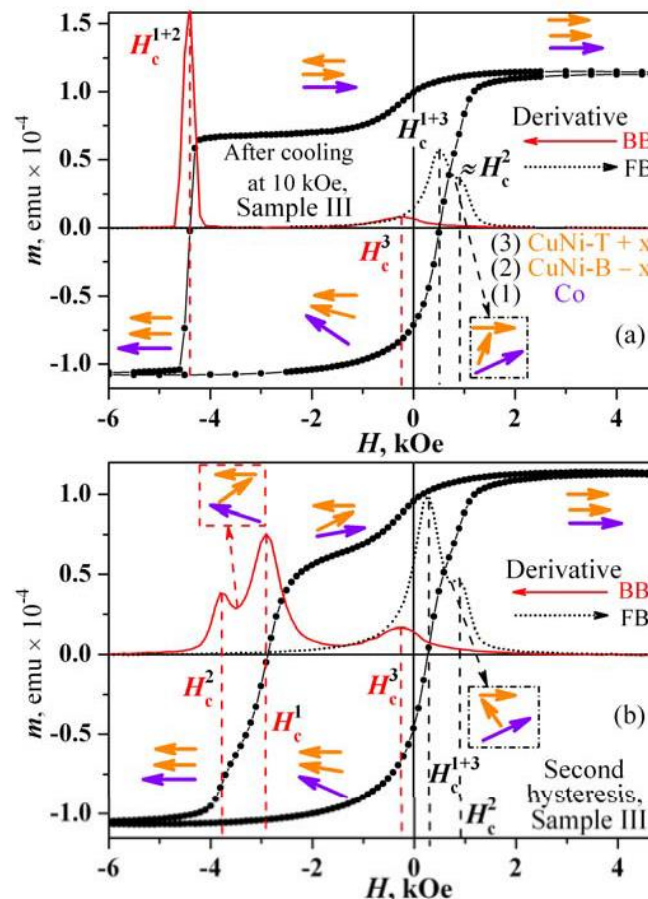 H_c^{1+2}
1.0
0.5
0.0
-0.5
-1.0
m, emu × 10^{-4}
After cooling
at 10 kOe,
Sample III
H_c^{1+3}
≈ H_c^2
Derivative
BB
FB
H_c^3
(3) CuNi-T + x
(2) CuNi-B – x
(1) Co
(a)
-6 -4 -2 0 2 4
H, kOe
1.0
0.5
0.0
-0.5
-1.0
m, emu × 10^{-4}
Derivative
BB
FB
H_c^2
H_c^1
H_c^3
(b)
H_c^{1+3}
H_c^2
Second
hysteresis,
Sample III
-6 -4 -2 0 2 4
H, kOe